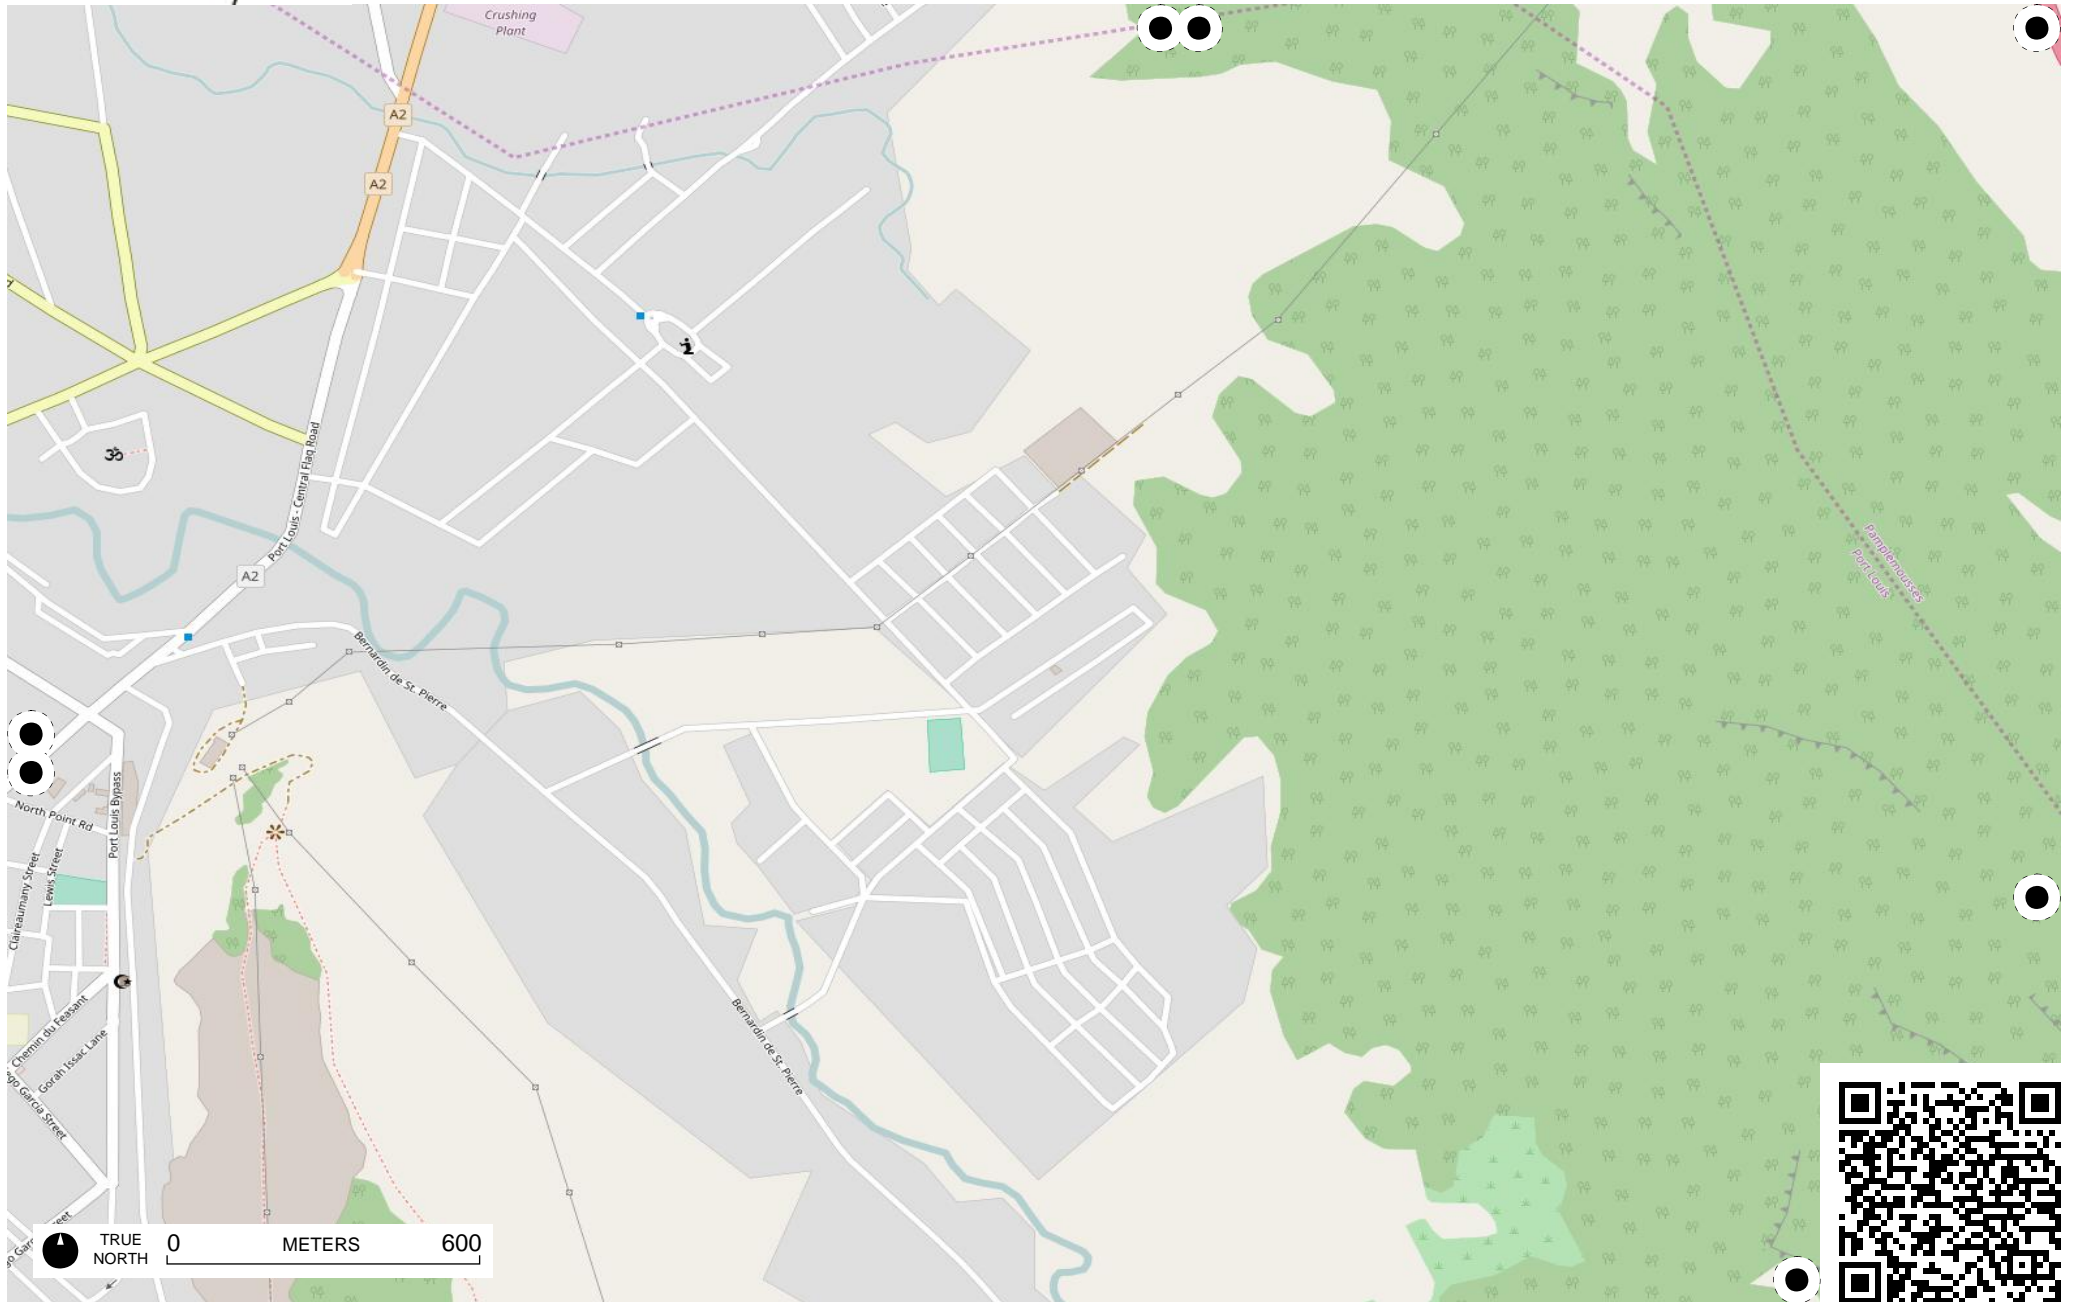 Crushing
Plant
A2
A2
Port Louis - Central Flaq Road
A2
Bernardin de St. Pierre
Pamplemousses
Port Louis
Port Louis Bypass
North Point Rd
Claireaumany Street
Lewis Street
Chemin du Feasant
Gorah Issac Lane
ego Garcia Street
Bernardin de St. Pierre
TRUE
NORTH
0 METERS 600